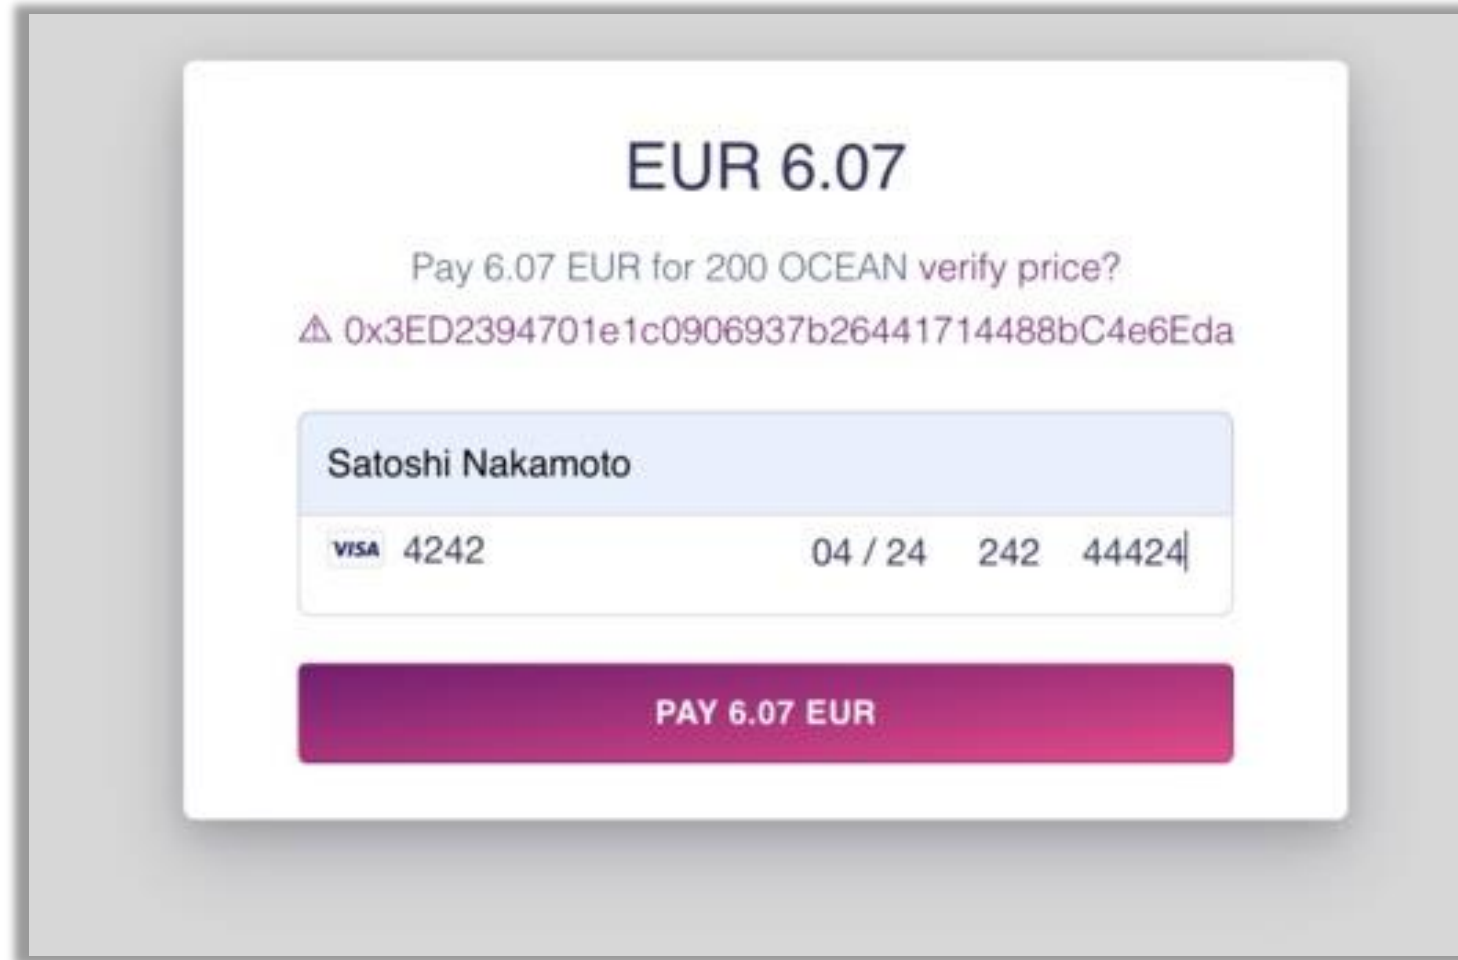 EUR 6.07
Pay 6.07 EUR for 200 OCEAN verify price?
⚠ 0x3ED2394701e1c0906937b26441714488bC4e6Eda
Satoshi Nakamoto
VISA 4242 04 / 24 242 44424
PAY 6.07 EUR